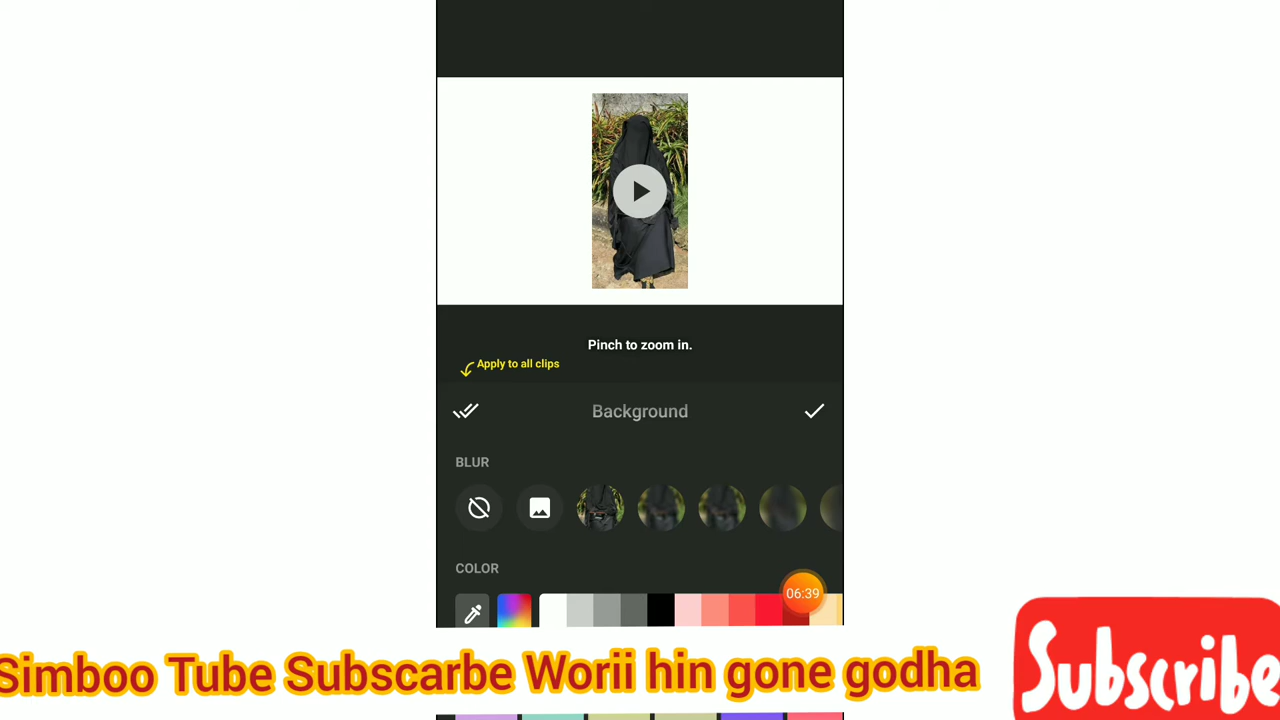 Pinch to zoom in.
Apply to all clips
Background
BLUR
COLOR
06:39
Simboo Tube Subscarbe Worii hin gone godha
Subscribe